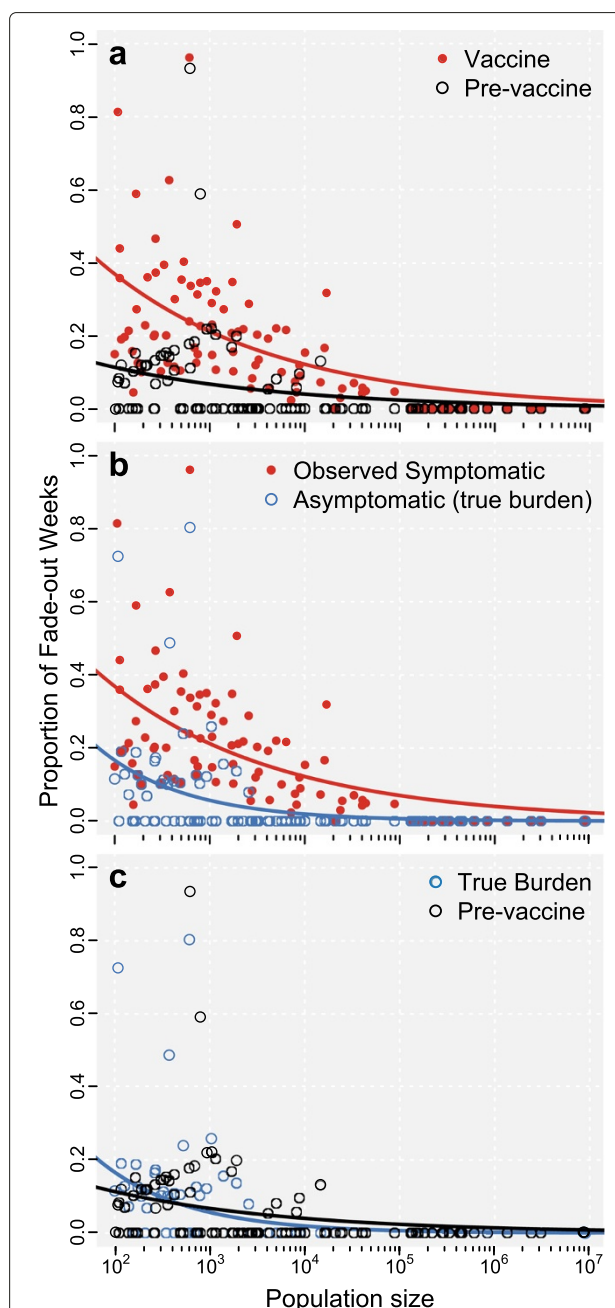 a
Vaccine
Pre-vaccine
1.0
0.8
0.6
0.4
0.2
0.0
b
Observed Symptomatic
Asymptomatic (true burden)
1.0
0.8
0.6
0.4
0.2
0.0
Proportion of Fade-out Weeks
c
True Burden
Pre-vaccine
1.0
0.8
0.6
0.4
0.2
0.0
10² 10³ 10⁴ 10⁵ 10⁶ 10⁷
Population size